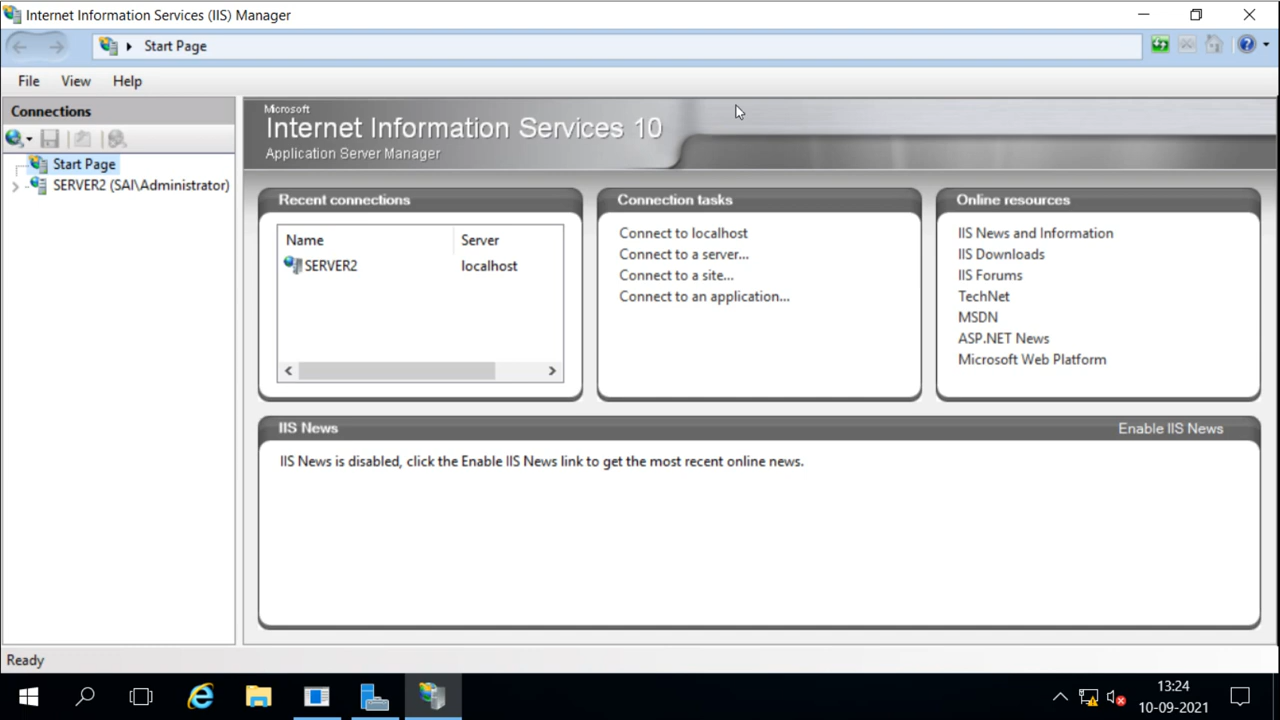 Internet Information Services (IIS) Manager
Start Page
File View Help
Connections
Start Page
SERVER2 (SAI\Administrator)
Microsoft
Internet Information Services 10
Application Server Manager
Recent connections
Name Server
SERVER2 localhost
Connection tasks
Connect to localhost
Connect to a server...
Connect to a site...
Connect to an application...
Online resources
IIS News and Information
IIS Downloads
IIS Forums
TechNet
MSDN
ASP.NET News
Microsoft Web Platform
IIS News
Enable IIS News
IIS News is disabled, click the Enable IIS News link to get the most recent online news.
Ready
13:24
10-09-2021